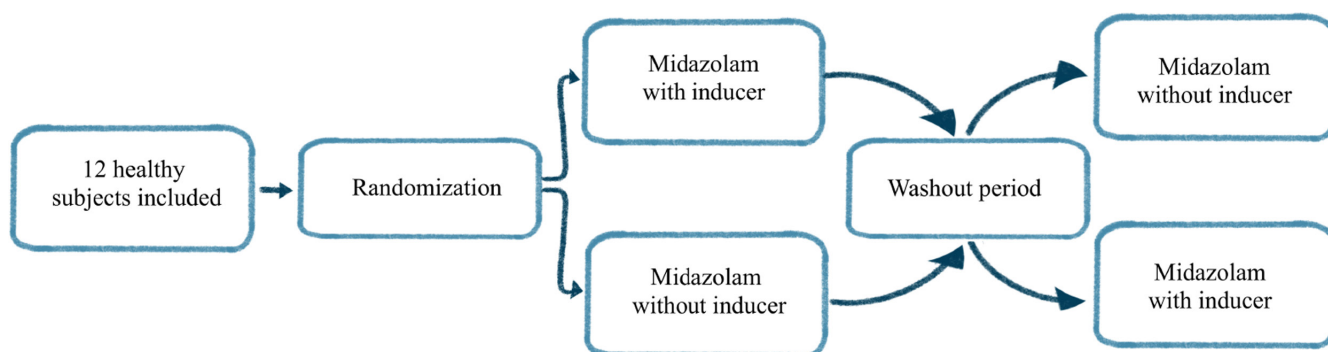 12 healthy
subjects included
Randomization
Midazolam
with inducer
Midazolam
without inducer
Washout period
Midazolam
without inducer
Midazolam
with inducer